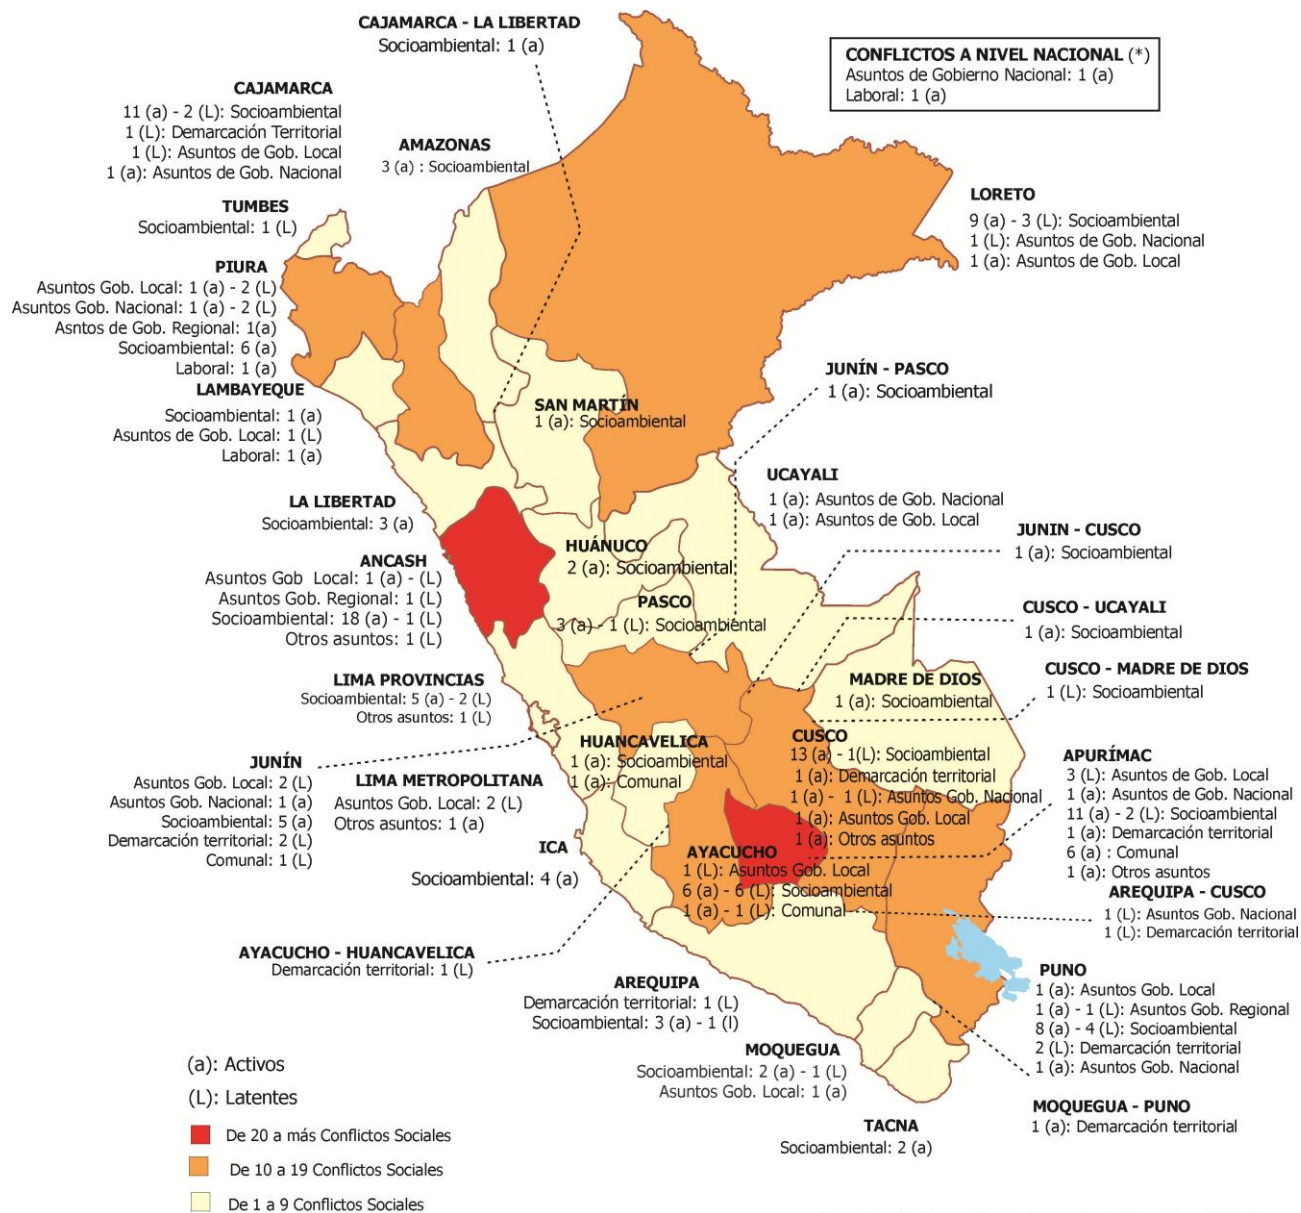 CAJAMARCA - LA LIBERTAD
Socioambiental: 1 (a)
CONFLICTOS A NIVEL NACIONAL (*)
Asuntos de Gobierno Nacional: 1 (a)
Laboral: 1 (a)
CAJAMARCA
11 (a) - 2 (L): Socioambiental
1 (L): Demarcación Territorial
1 (L): Asuntos de Gob. Local
1 (a): Asuntos de Gob. Nacional
AMAZONAS
3 (a) : Socioambiental
LORETO
9 (a) - 3 (L): Socioambiental
1 (L): Asuntos de Gob. Nacional
1 (a): Asuntos de Gob. Local
TUMBES
Socioambiental: 1 (L)
PIURA
Asuntos Gob. Local: 1 (a) - 2 (L)
Asuntos Gob. Nacional: 1 (a) - 2 (L)
Asntos de Gob. Regional: 1(a)
Socioambiental: 6 (a)
Laboral: 1 (a)
LAMBAYEQUE
Socioambiental: 1 (a)
Asuntos de Gob. Local: 1 (L)
Laboral: 1 (a)
SAN MARTÍN
1 (a): Socioambiental
JUNÍN - PASCO
1 (a): Socioambiental
UCAYALI
1 (a): Asuntos de Gob. Nacional
1 (a): Asuntos de Gob. Local
LA LIBERTAD
Socioambiental: 3 (a)
JUNIN - CUSCO
1 (a): Socioambiental
ANCASH
Asuntos Gob Local: 1 (a) - (L)
Asuntos Gob. Regional: 1 (L)
Socioambiental: 18 (a) - 1 (L)
Otros asuntos: 1 (L)
HUÁNUCO
2 (a): Socioambiental
PASCO
3 (a) - 1 (L): Socioambiental
CUSCO - UCAYALI
1 (a): Socioambiental
LIMA PROVINCIAS
Socioambiental: 5 (a) - 2 (L)
Otros asuntos: 1 (L)
MADRE DE DIOS
1 (a): Socioambiental
CUSCO - MADRE DE DIOS
1 (L): Socioambiental
JUNÍN
Asuntos Gob. Local: 2 (L)
Asuntos Gob. Nacional: 1 (a)
Socioambiental: 5 (a)
Demarcación territorial: 2 (L)
Comunal: 1 (L)
LIMA METROPOLITANA
Asuntos Gob. Local: 2 (L)
Otros asuntos: 1 (a)
HUANCAVELICA
1 (a): Socioambiental
1 (a): Comunal
CUSCO
13 (a) - 1(L): Socioambiental
1 (a): Demarcación territorial
1 (a) - 1 (L): Asuntos Gob. Nacional
1 (a): Asuntos Gob. Local
1 (a): Otros asuntos
APURÍMAC
3 (L): Asuntos de Gob. Local
1 (a): Asuntos de Gob. Nacional
11 (a) - 2 (L): Socioambiental
1 (a): Demarcación territorial
6 (a) : Comunal
1 (a): Otros asuntos
ICA
Socioambiental: 4 (a)
AYACUCHO
1 (L): Asuntos Gob. Local
6 (a) - 6 (L): Socioambiental
1 (a) - 1 (L): Comunal
AREQUIPA - CUSCO
1 (L): Asuntos Gob. Nacional
1 (L): Demarcación territorial
AYACUCHO - HUANCAVELICA
Demarcación territorial: 1 (L)
AREQUIPA
Demarcación territorial: 1 (L)
Socioambiental: 3 (a) - 1 (l)
PUNO
1 (a): Asuntos Gob. Local
1 (a) - 1 (L): Asuntos Gob. Regional
8 (a) - 4 (L): Socioambiental
2 (L): Demarcación territorial
1 (a): Asuntos Gob. Nacional
MOQUEGUA
Socioambiental: 2 (a) - 1 (L)
Asuntos Gob. Local: 1 (a)
MOQUEGUA - PUNO
1 (a): Demarcación territorial
TACNA
Socioambiental: 2 (a)
(a): Activos
(L): Latentes
De 20 a más Conflictos Sociales
De 10 a 19 Conflictos Sociales
De 1 a 9 Conflictos Sociales